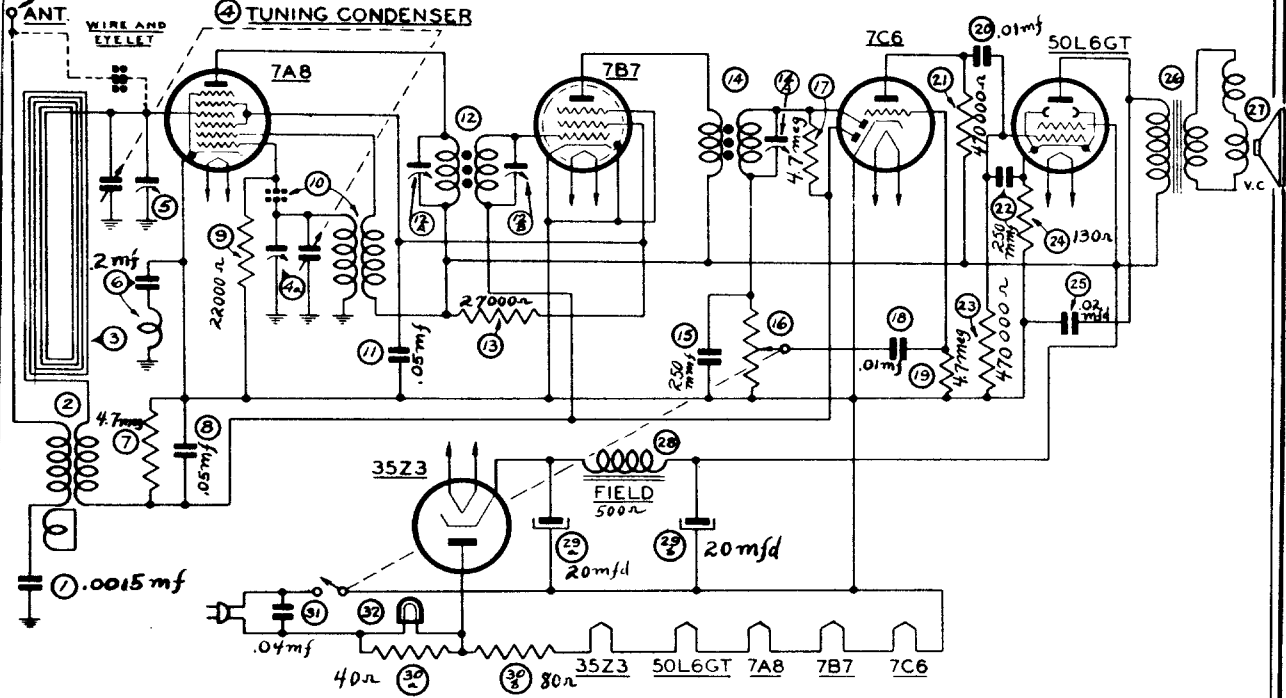 ANT.
④ TUNING CONDENSER
WIRE AND
EYELET
7A8
7B7
7C6
50L6GT
20 .01mf
21 470000Ω
26
27
V.C
5
12
12A
12B
14
14A
17
4.7 meg
10
9
22000Ω
4a
.2mf
6
3
22
250
mmf
24 130Ω
25
.02
mfd
27000Ω
13
11
.05mf
15
250
mmf
16
18
.01mf
19
4.7meg
23
470000Ω
2
4.7meg
7
8
.05mf
35Z3
28
FIELD
500Ω
29a
20mfd
29b
20mfd
1 .0015mf
31
.04mf
32
40Ω
30a
30B
80Ω
35Z3 50L6GT 7A8 7B7 7C6